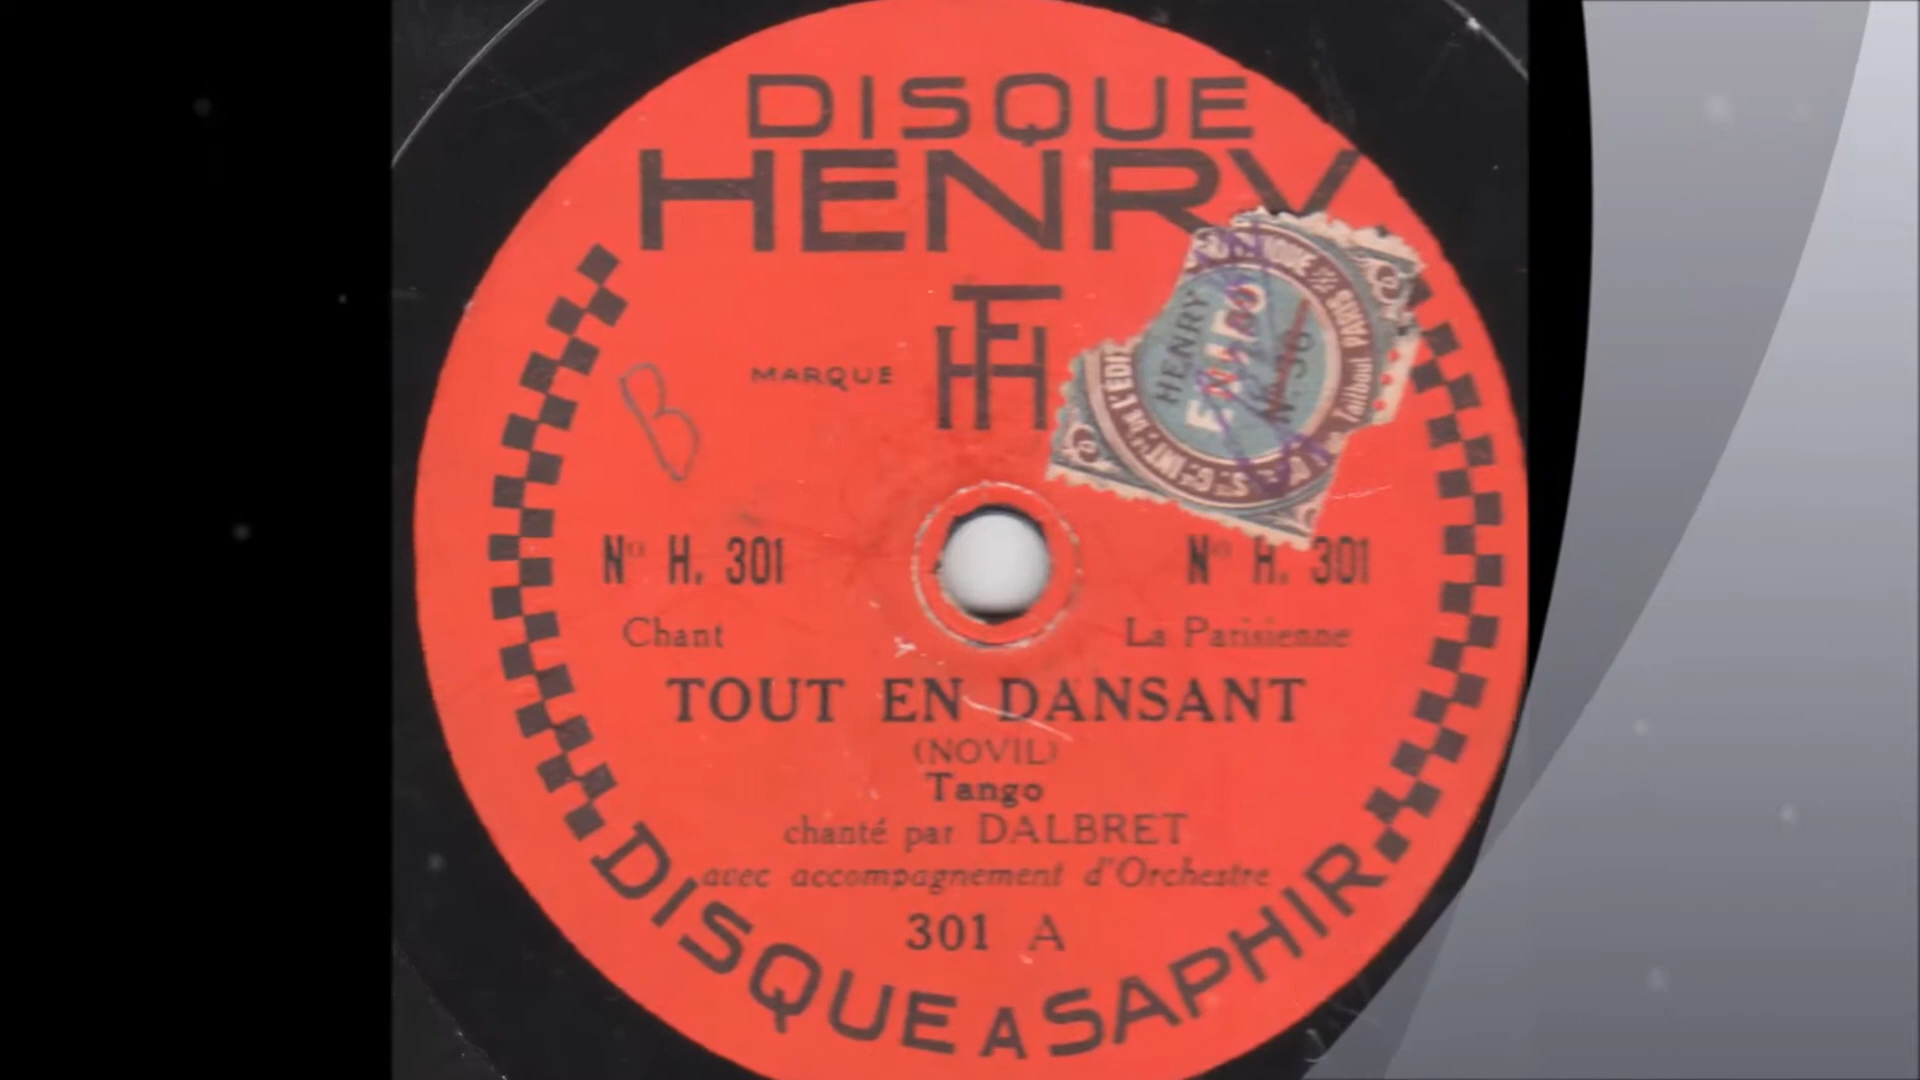 DISQUE
HENRY
MARQUE
HFH
B
HENRY
N° H. 301
N° H. 301
Chant
La Parisienne
TOUT EN DANSANT
(NOVIL)
Tango
chanté par DALBRET
avec accompagnement d'Orchestre
301 A
DISQUE A SAPHIR